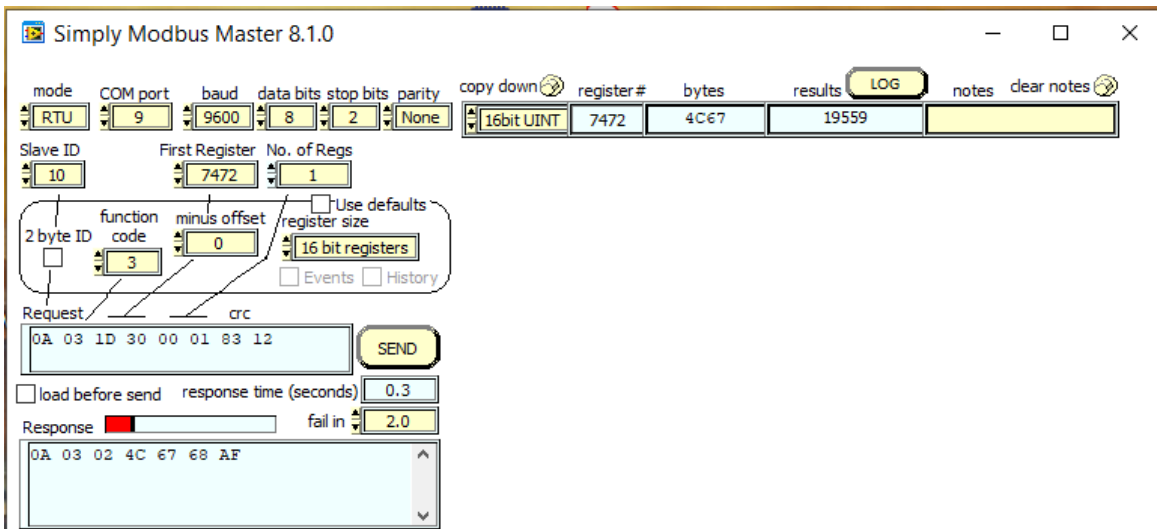 Simply Modbus Master 8.1.0
mode COM port baud data bits stop bits parity copy down register # bytes results LOG notes clear notes
RTU 9 9600 8 2 None 16bit UINT 7472 4C67 19559
Slave ID First Register No. of Regs
10 7472 1
Use defaults
function minus offset register size
2 byte ID code 0 16 bit registers
3
Events History
Request crc
0A 03 1D 30 00 01 83 12 SEND
load before send response time (seconds) 0.3
Response fail in 2.0
0A 03 02 4C 67 68 AF